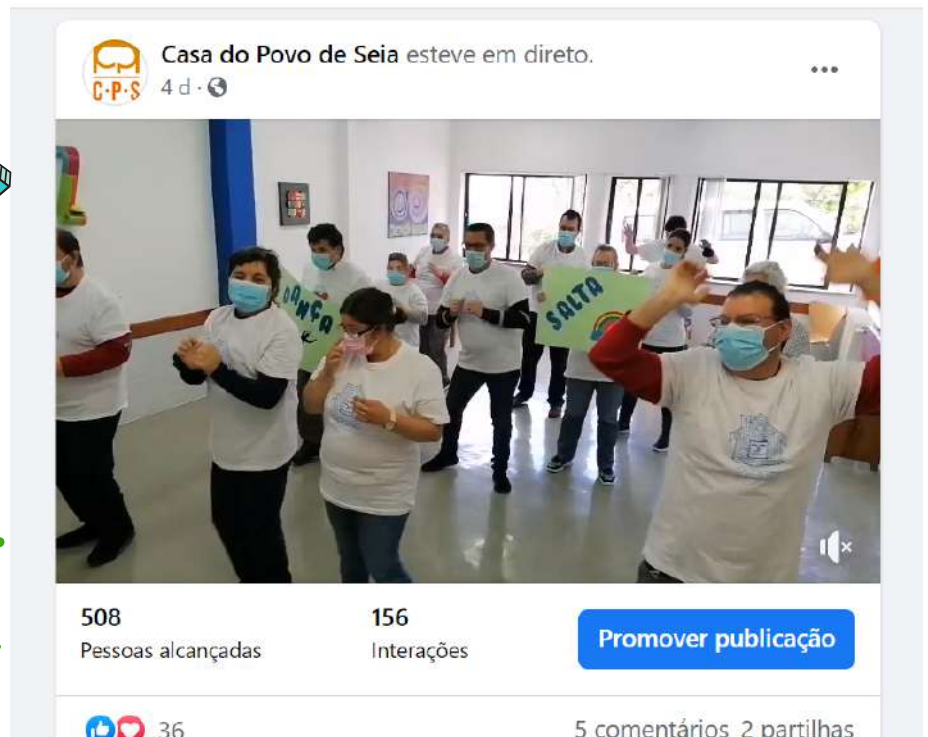 Casa do Povo de Seia esteve em direto.
C·P·S
4 d ·
DANÇA
SALTA
508
Pessoas alcançadas
156
Interações
Promover publicação
36
5 comentários 2 partilhas